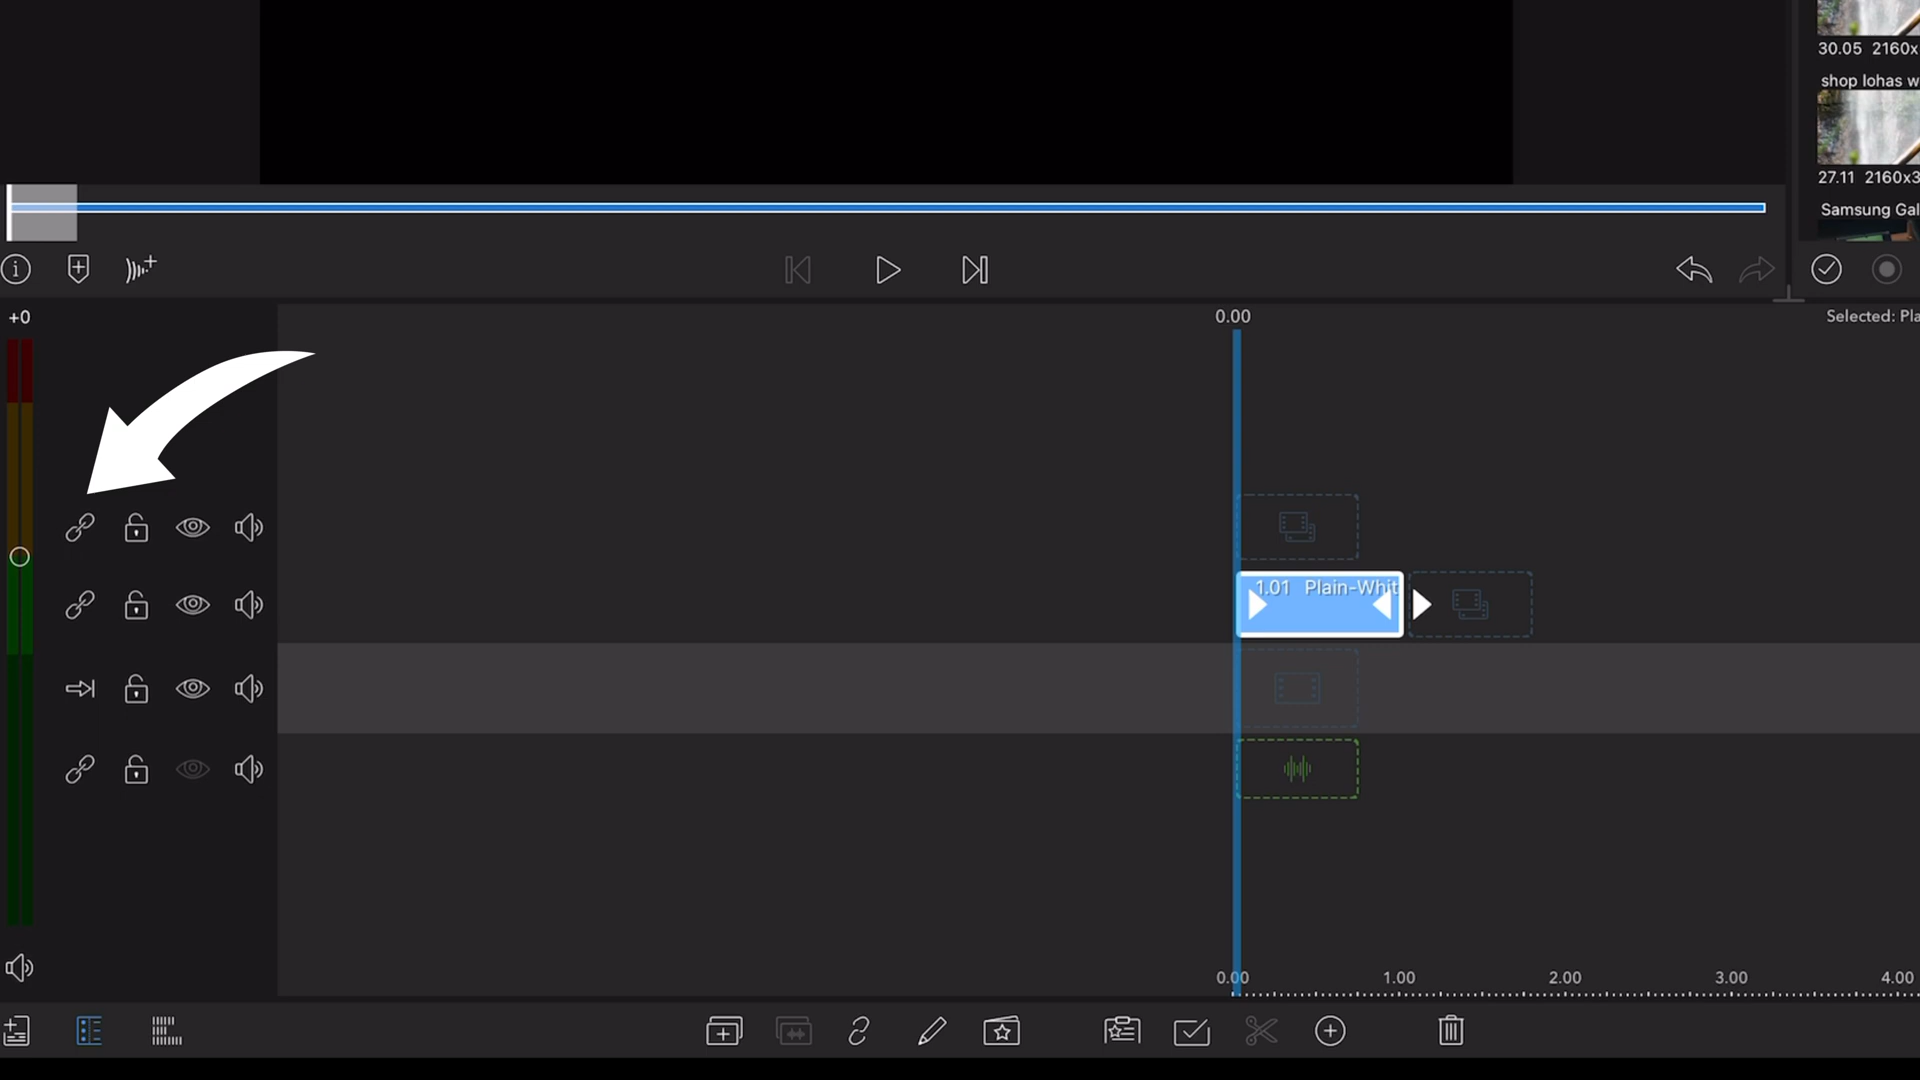 30.05 2160x
shop lohas w
27.11 2160x3
Samsung Gal
+0
0.00
Selected: Pla
1.01 Plain-Whit
0.00 1.00 2.00 3.00 4.00